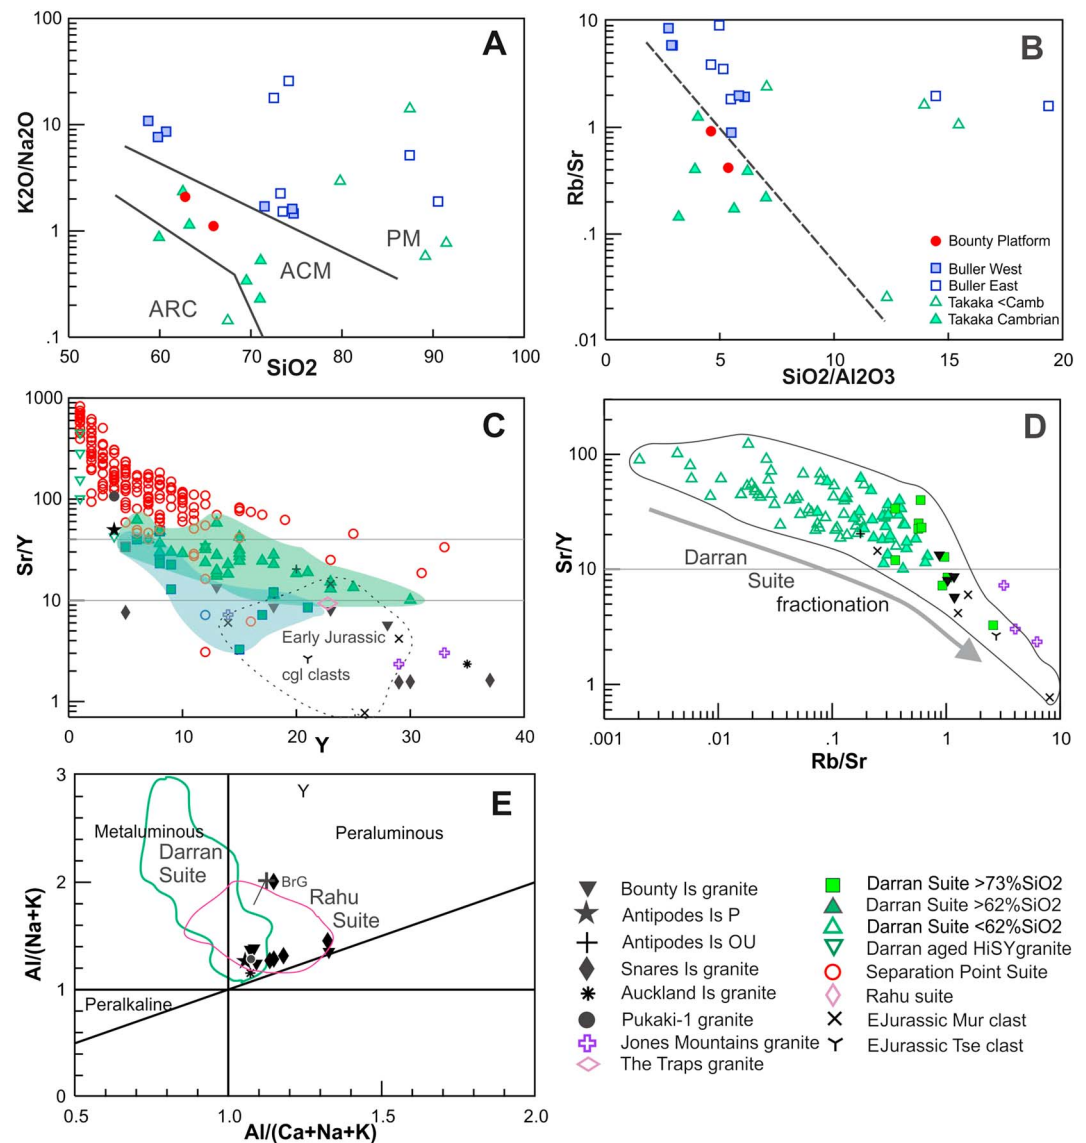 100
10
1
.1
K2O/Na2O
A
PM
ACM
ARC
50
60
70
80
90
100
SiO2
10
1
.1
.01
Rb/Sr
B
Bounty Platform
Buller West
Buller East
Takaka <Camb
Takaka Cambrian
0
5
10
15
20
SiO2/Al2O3
1000
100
10
1
Sr/Y
C
Early Jurassic
cgl clasts
0
10
20
30
40
Y
100
10
1
Sr/Y
D
Darran
Suite
fractionation
.001
.01
.1
1
10
Rb/Sr
3
2
1
0
Al/(Na+K)
E
Metaluminous
Darran
Suite
Peraluminous
BrG
Rahu
Suite
Peralkaline
0.5
1.0
1.5
2.0
Al/(Ca+Na+K)
Bounty Is granite
Antipodes Is P
Antipodes Is OU
Snares Is granite
Auckland Is granite
Pukaki-1 granite
Jones Mountains granite
The Traps granite
Darran Suite >73%SiO2
Darran Suite >62%SiO2
Darran Suite <62%SiO2
Darran aged HiSYgranite
Separation Point Suite
Rahu suite
EJurassic Mur clast
EJurassic Tse clast